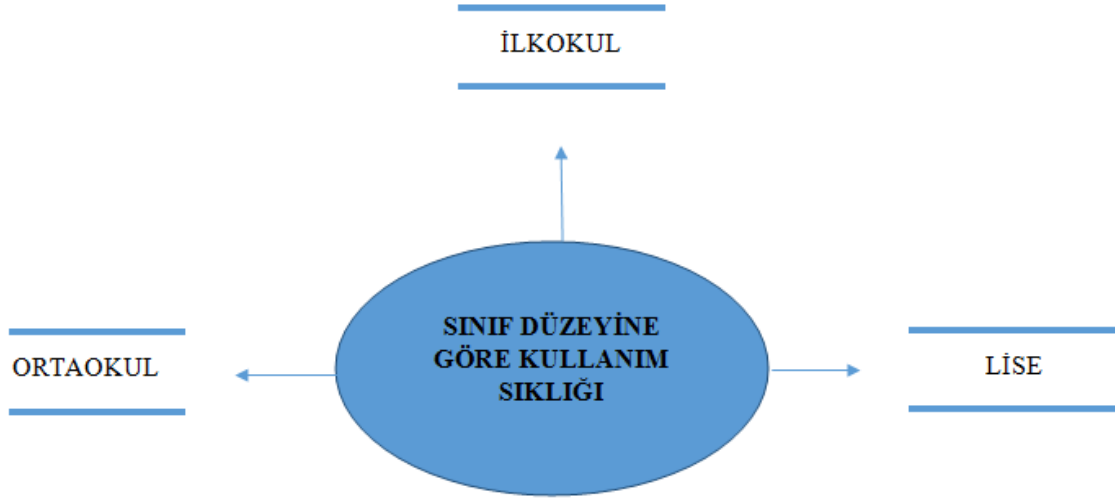 İLKOKUL
SINIF DÜZEYİNE
GÖRE KULLANIM
SIKLIĞI
ORTAOKUL
LİSE